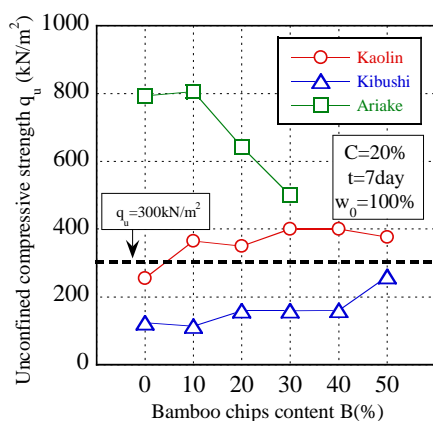 Unconfined compressive strength q_u (kN/m²)
1000
800
600
400
200
0
Kaolin
Kibushi
Ariake
C=20%
t=7day
w₀=100%
q_u=300kN/m²
0 10 20 30 40 50
Bamboo chips content B(%)